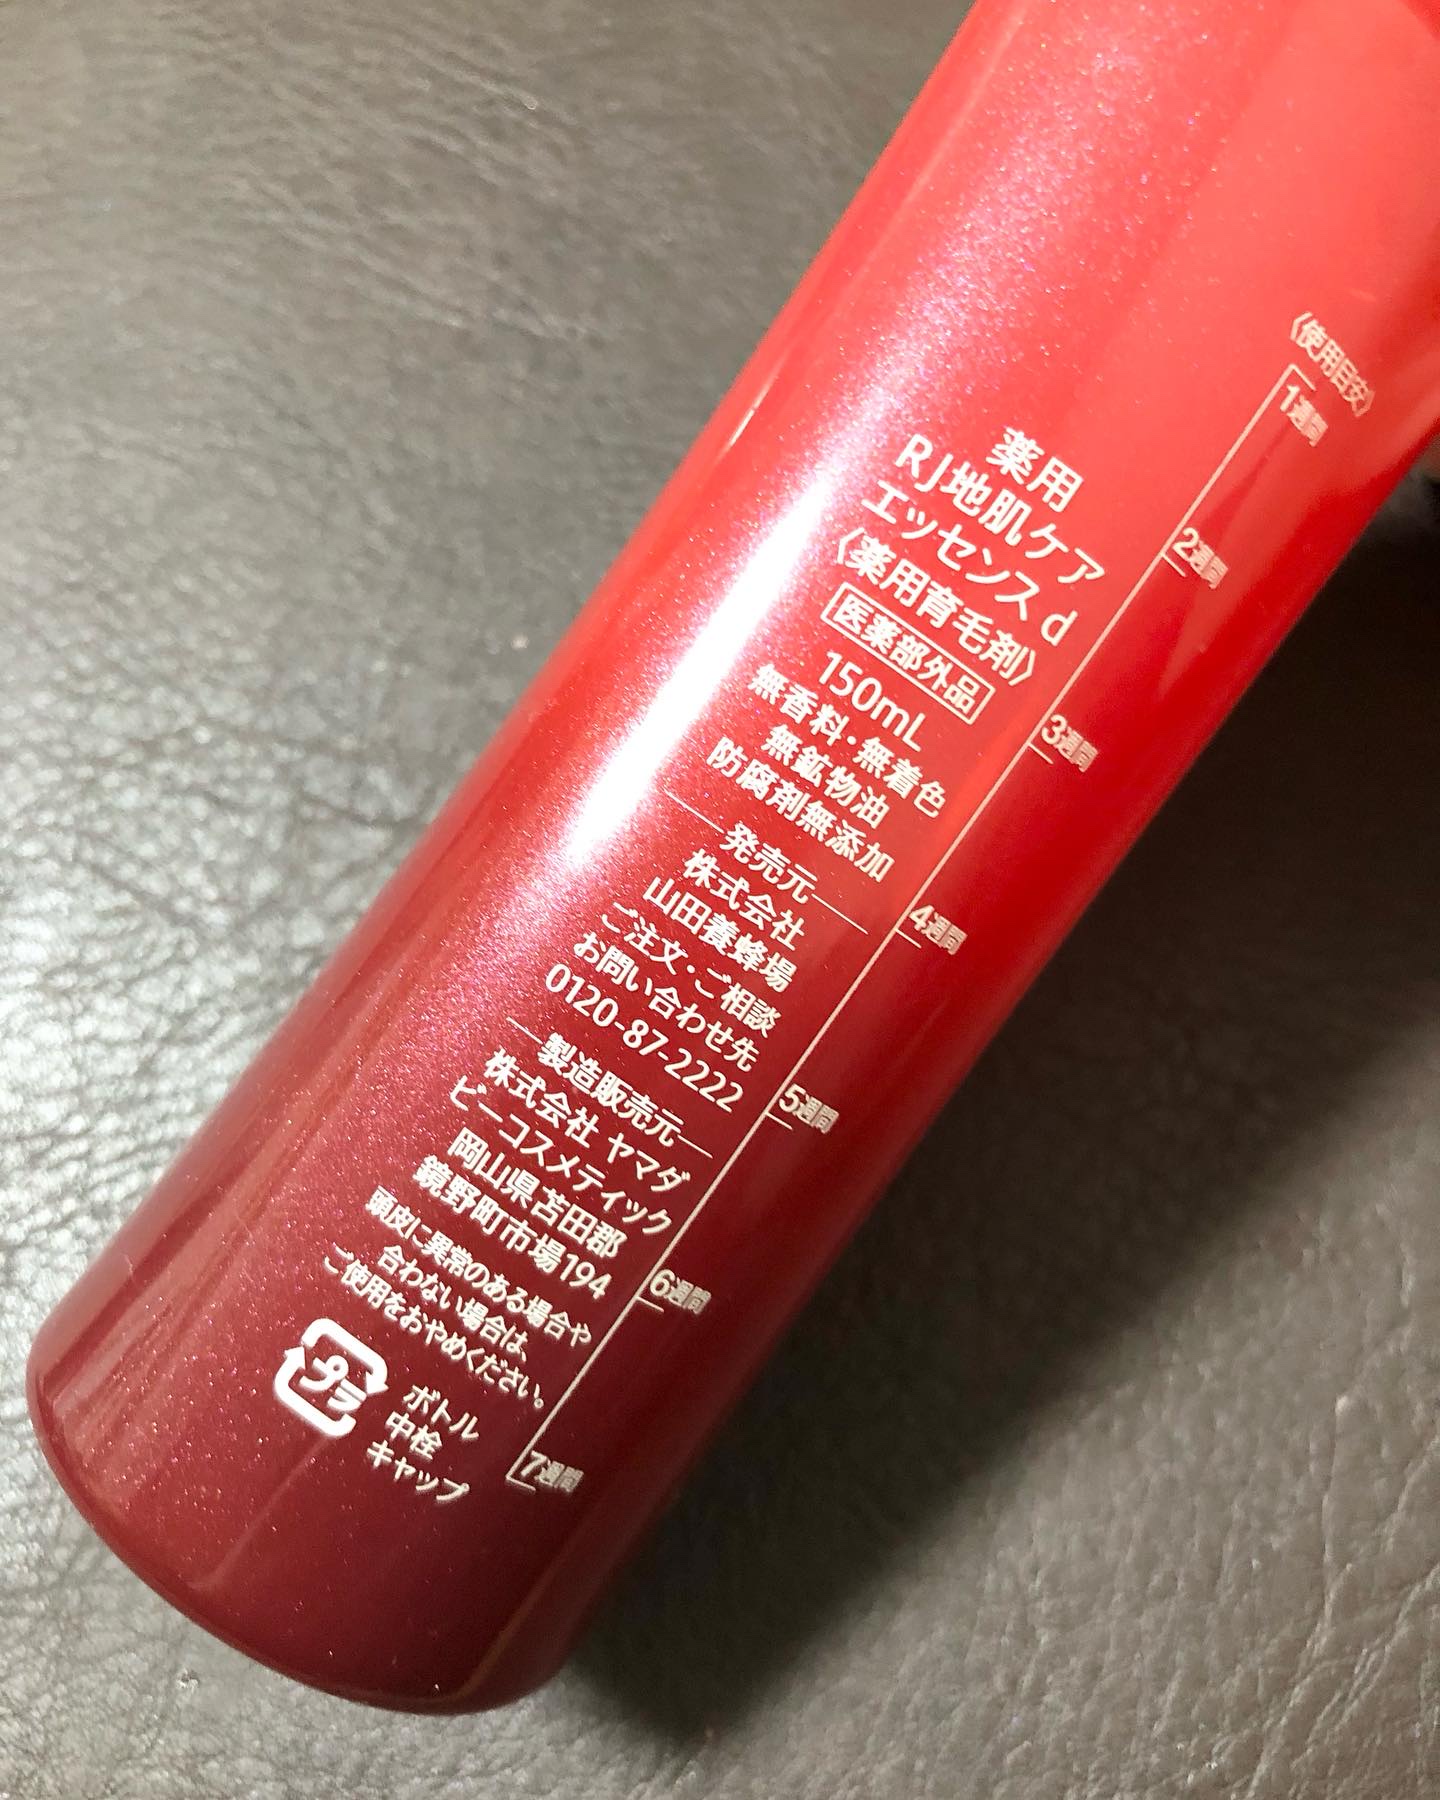 薬用
RJ地肌ケア
エッセンスd
〈薬用育毛剤〉
医薬部外品
150mL
無香料・無着色
無鉱物油
防腐剤無添加
発売元
株式会社
山田養蜂場
ご注文・ご相談
お問い合わせ先
0120-87-2222
製造販売元
株式会社 ヤマダ
ビーコスメティック
岡山県苫田郡
鏡野町市場194
頭皮に異常のある場合や
合わない場合は、
ご使用をおやめください。
プラ
ボトル
中栓
キャップ
〈使用目安〉
1週間
2週間
3週間
4週間
5週間
6週間
7週間